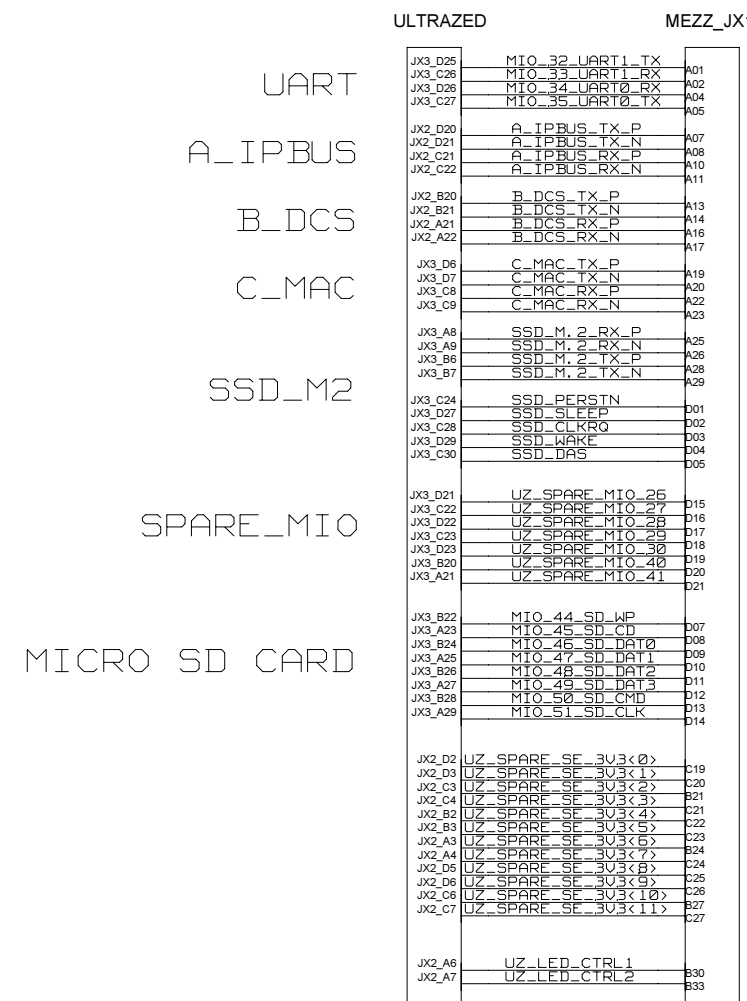 ULTRAZED MEZZ_JX1
UART
JX3_D25 MIO_32_UART1_TX A01
JX3_C26 MIO_33_UART1_RX A02
JX3_D26 MIO_34_UART0_RX A04
JX3_C27 MIO_35_UART0_TX A05
A_IPBUS
JX2_D20 A_IPBUS_TX_P A07
JX2_D21 A_IPBUS_TX_N A08
JX2_C21 A_IPBUS_RX_P A10
JX2_C22 A_IPBUS_RX_N A11
B_DCS
JX2_B20 B_DCS_TX_P A13
JX2_B21 B_DCS_TX_N A14
JX2_A21 B_DCS_RX_P A16
JX2_A22 B_DCS_RX_N A17
C_MAC
JX3_D6 C_MAC_TX_P A19
JX3_D7 C_MAC_TX_N A20
JX3_C8 C_MAC_RX_P A22
JX3_C9 C_MAC_RX_N A23
SSD_M2
JX3_A8 SSD_M.2_RX_P A25
JX3_A9 SSD_M.2_RX_N A26
JX3_B6 SSD_M.2_TX_P A28
JX3_B7 SSD_M.2_TX_N A29
JX3_C24 SSD_PERSTN D01
JX3_D27 SSD_SLEEP D02
JX3_C28 SSD_CLKRQ D03
JX3_D29 SSD_WAKE D04
JX3_C30 SSD_DAS D05
SPARE_MIO
JX3_D21 UZ_SPARE_MIO_26 D15
JX3_C22 UZ_SPARE_MIO_27 D16
JX3_D22 UZ_SPARE_MIO_28 D17
JX3_C23 UZ_SPARE_MIO_29 D18
JX3_D23 UZ_SPARE_MIO_30 D19
JX3_B20 UZ_SPARE_MIO_40 D20
JX3_A21 UZ_SPARE_MIO_41 D21
MICRO SD CARD
JX3_B22 MIO_44_SD_WP D07
JX3_A23 MIO_45_SD_CD D08
JX3_B24 MIO_46_SD_DAT0 D09
JX3_A25 MIO_47_SD_DAT1 D10
JX3_B26 MIO_48_SD_DAT2 D11
JX3_A27 MIO_49_SD_DAT3 D12
JX3_B28 MIO_50_SD_CMD D13
JX3_A29 MIO_51_SD_CLK D14
JX2_D2 UZ_SPARE_SE_3V3<0> C19
JX2_D3 UZ_SPARE_SE_3V3<1> C20
JX2_C3 UZ_SPARE_SE_3V3<2> B21
JX2_C4 UZ_SPARE_SE_3V3<3> C21
JX2_B2 UZ_SPARE_SE_3V3<4> C22
JX2_B3 UZ_SPARE_SE_3V3<5> C23
JX2_A3 UZ_SPARE_SE_3V3<6> B24
JX2_A4 UZ_SPARE_SE_3V3<7> C24
JX2_D5 UZ_SPARE_SE_3V3<8> C25
JX2_D6 UZ_SPARE_SE_3V3<9> C26
JX2_C6 UZ_SPARE_SE_3V3<10> B27
JX2_C7 UZ_SPARE_SE_3V3<11> C27
JX2_A6 UZ_LED_CTRL1 B30
JX2_A7 UZ_LED_CTRL2 B33